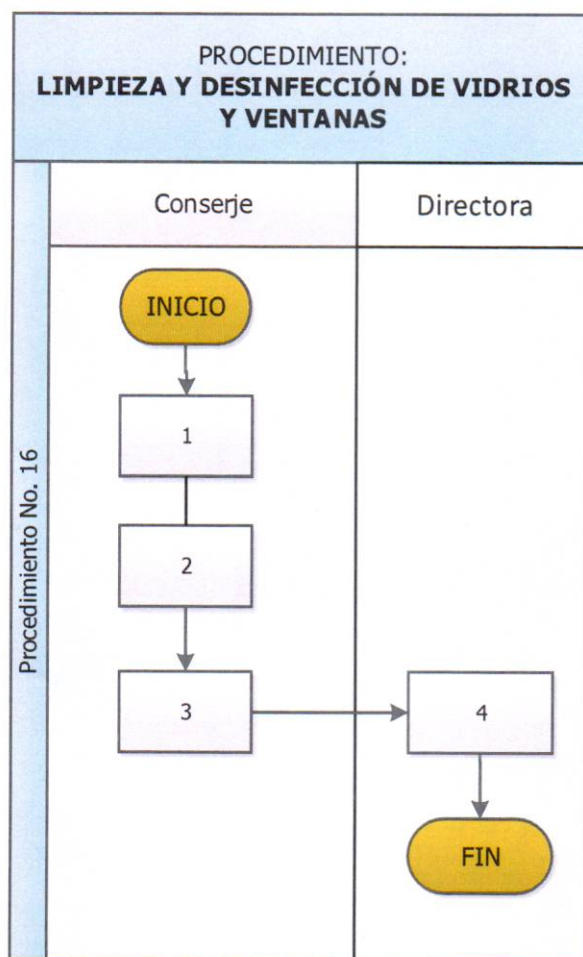 PROCEDIMIENTO:
LIMPIEZA Y DESINFECCIÓN DE VIDRIOS
Y VENTANAS
Procedimiento No. 16
Conserje
Directora
INICIO
1
2
3
4
FIN